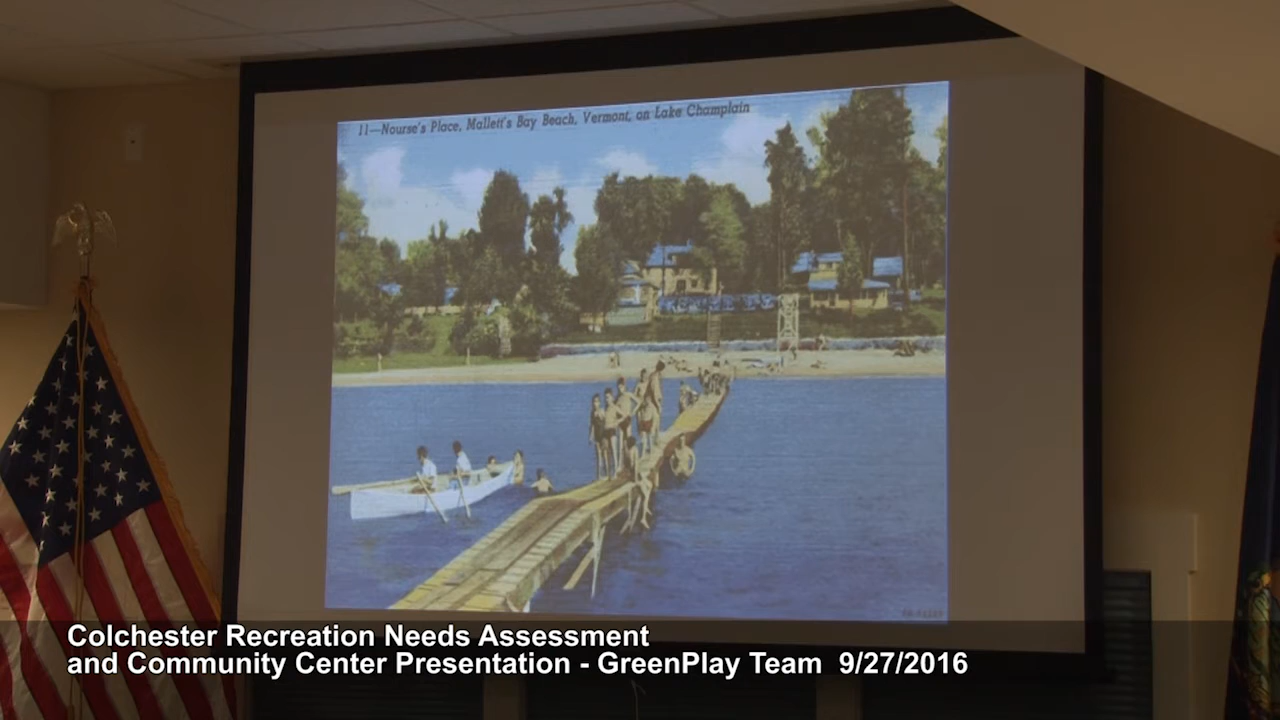 11—Nourse's Place, Mallett's Bay Beach, Vermont, on Lake Champlain
Colchester Recreation Needs Assessment
and Community Center Presentation - GreenPlay Team 9/27/2016